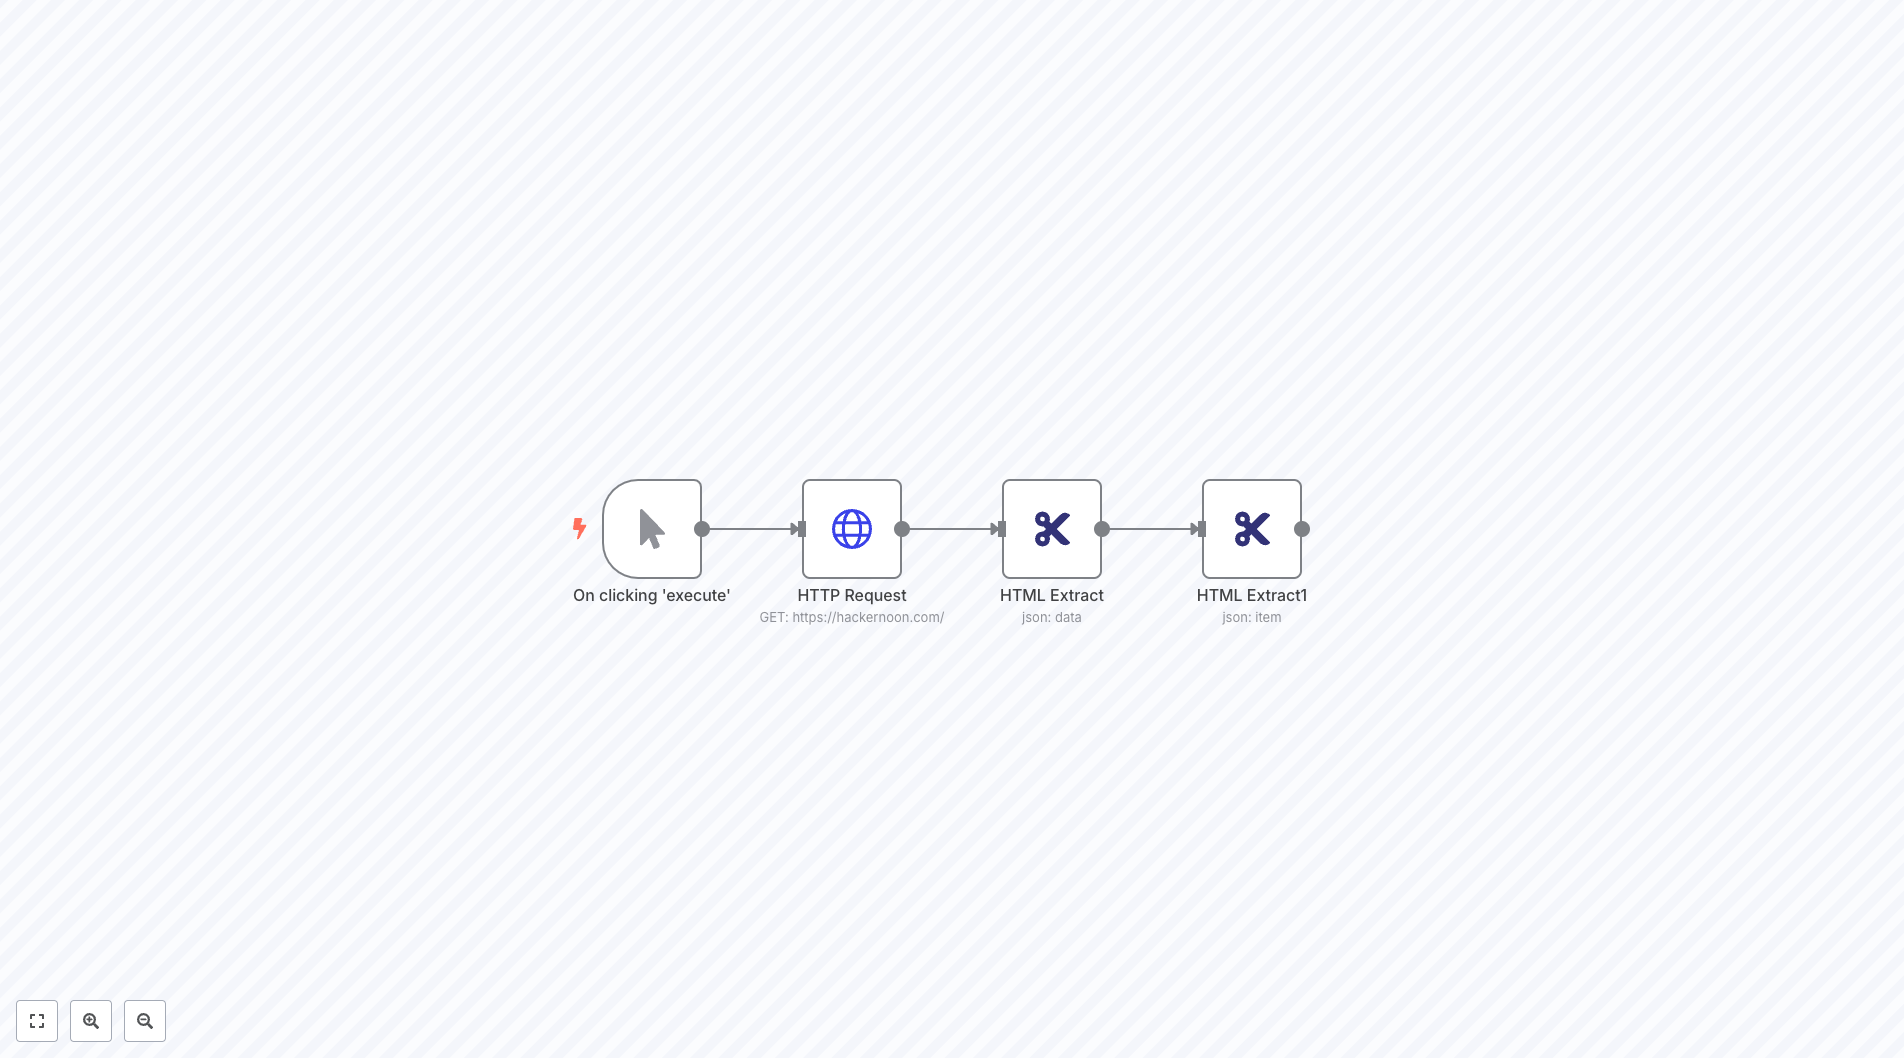 On clicking 'execute'
HTTP Request
GET: https://hackernoon.com/
HTML Extract
json: data
HTML Extract1
json: item